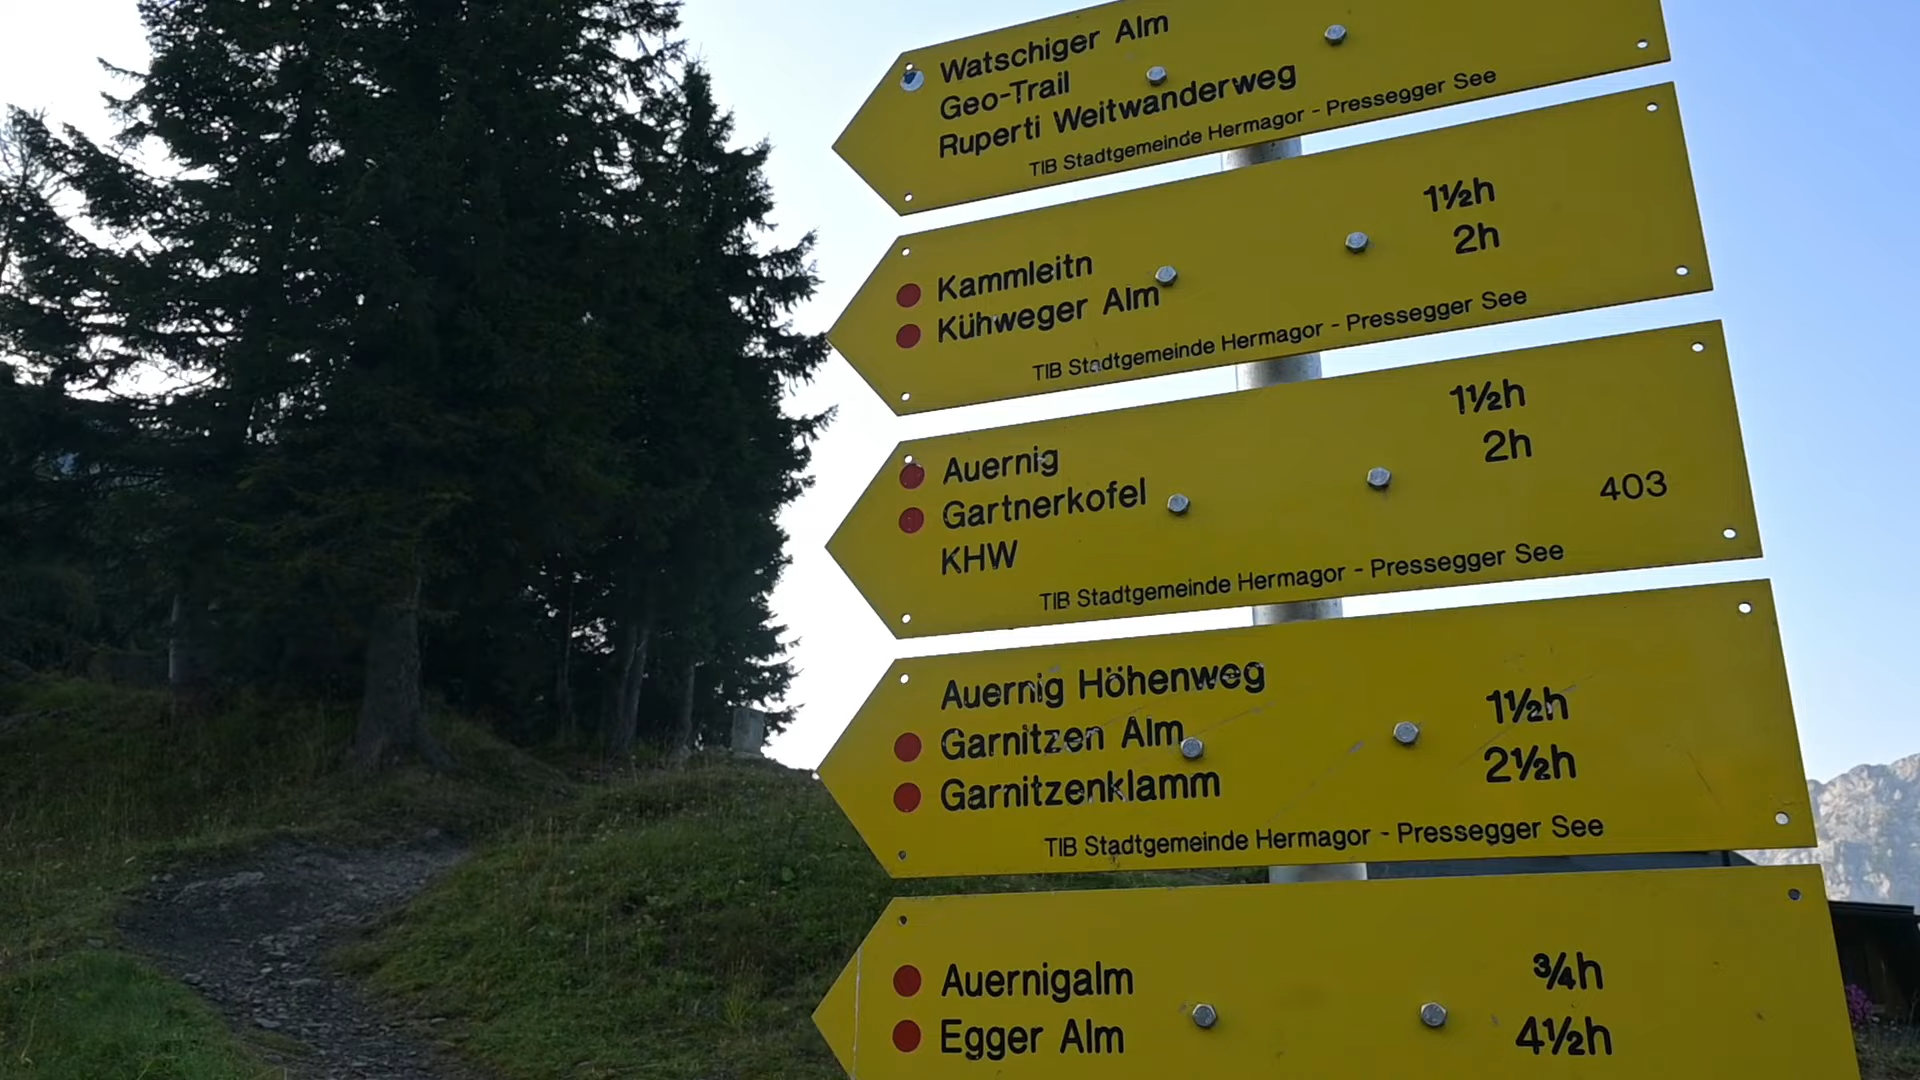 Watschiger Alm
Geo-Trail
Ruperti Weitwanderweg
TIB Stadtgemeinde Hermagor - Pressegger See
Kammleitn 1½h
Kühweger Alm 2h
TIB Stadtgemeinde Hermagor - Pressegger See
Auernig 1½h
Gartnerkofel 2h
KHW 403
TIB Stadtgemeinde Hermagor - Pressegger See
Auernig Höhenweg
Garnitzen Alm 1½h
Garnitzenklamm 2½h
TIB Stadtgemeinde Hermagor - Pressegger See
Auernigalm ¾h
Egger Alm 4½h